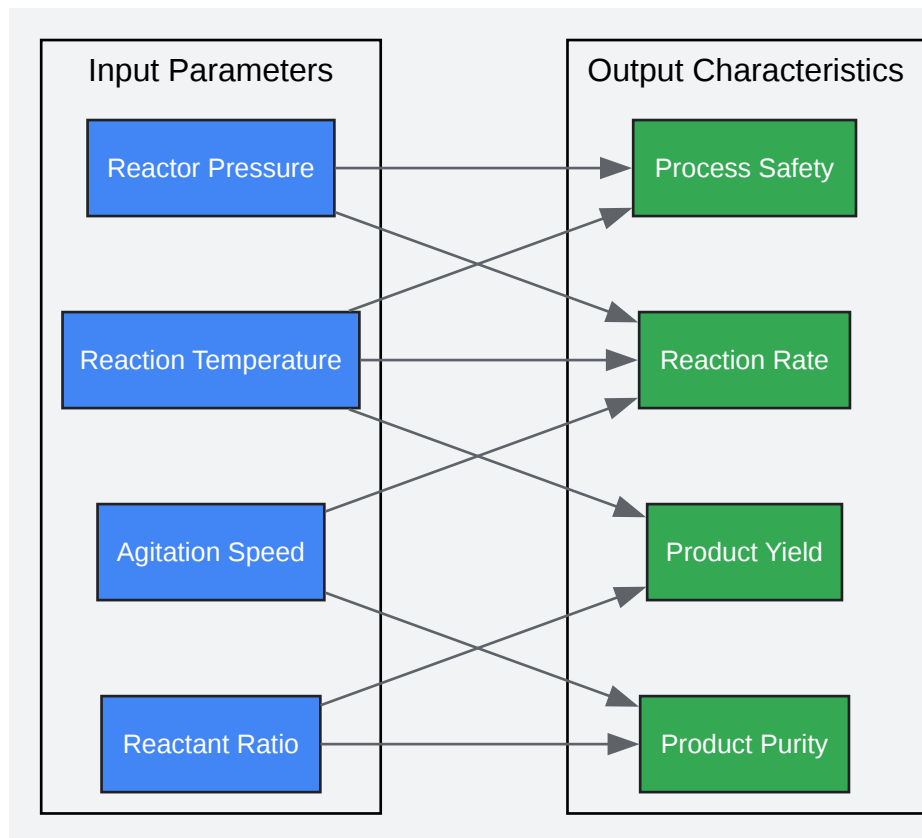 Input Parameters
Output Characteristics
Reactor Pressure
Process Safety
Reaction Temperature
Reaction Rate
Agitation Speed
Product Yield
Reactant Ratio
Product Purity